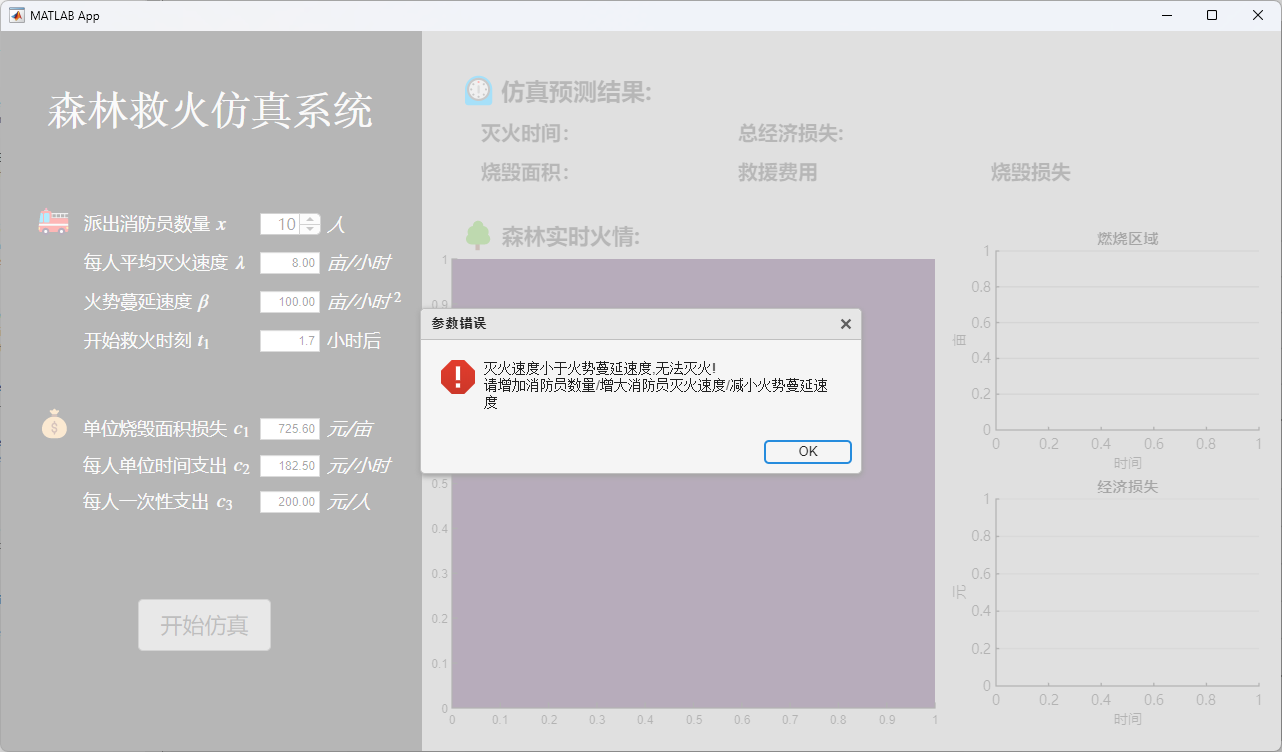 MATLAB App
森林救火仿真系统
派出消防员数量 x 10 人
每人平均灭火速度 λ 8.00 亩/小时
火势蔓延速度 β 100.00 亩/小时²
开始救火时刻 t₁ 1.7 小时后
单位烧毁面积损失 c₁ 725.60 元/亩
每人单位时间支出 c₂ 182.50 元/小时
每人一次性支出 c₃ 200.00 元/人
开始仿真
仿真预测结果:
灭火时间: 总经济损失:
烧毁面积: 救援费用 烧毁损失
森林实时火情:
1
0.9
0.5
0.4
0.3
0.2
0.1
0
0 0.1 0.2 0.3 0.4 0.5 0.6 0.7 0.8 0.9 1
参数错误
灭火速度小于火势蔓延速度,无法灭火!
请增加消防员数量/增大消防员灭火速度/减小火势蔓延速
度
OK
燃烧区域
亩
1
0.8
0.6
0.4
0.2
0
0 0.2 0.4 0.6 0.8 1
时间
经济损失
元
1
0.8
0.6
0.4
0.2
0
0 0.2 0.4 0.6 0.8 1
时间